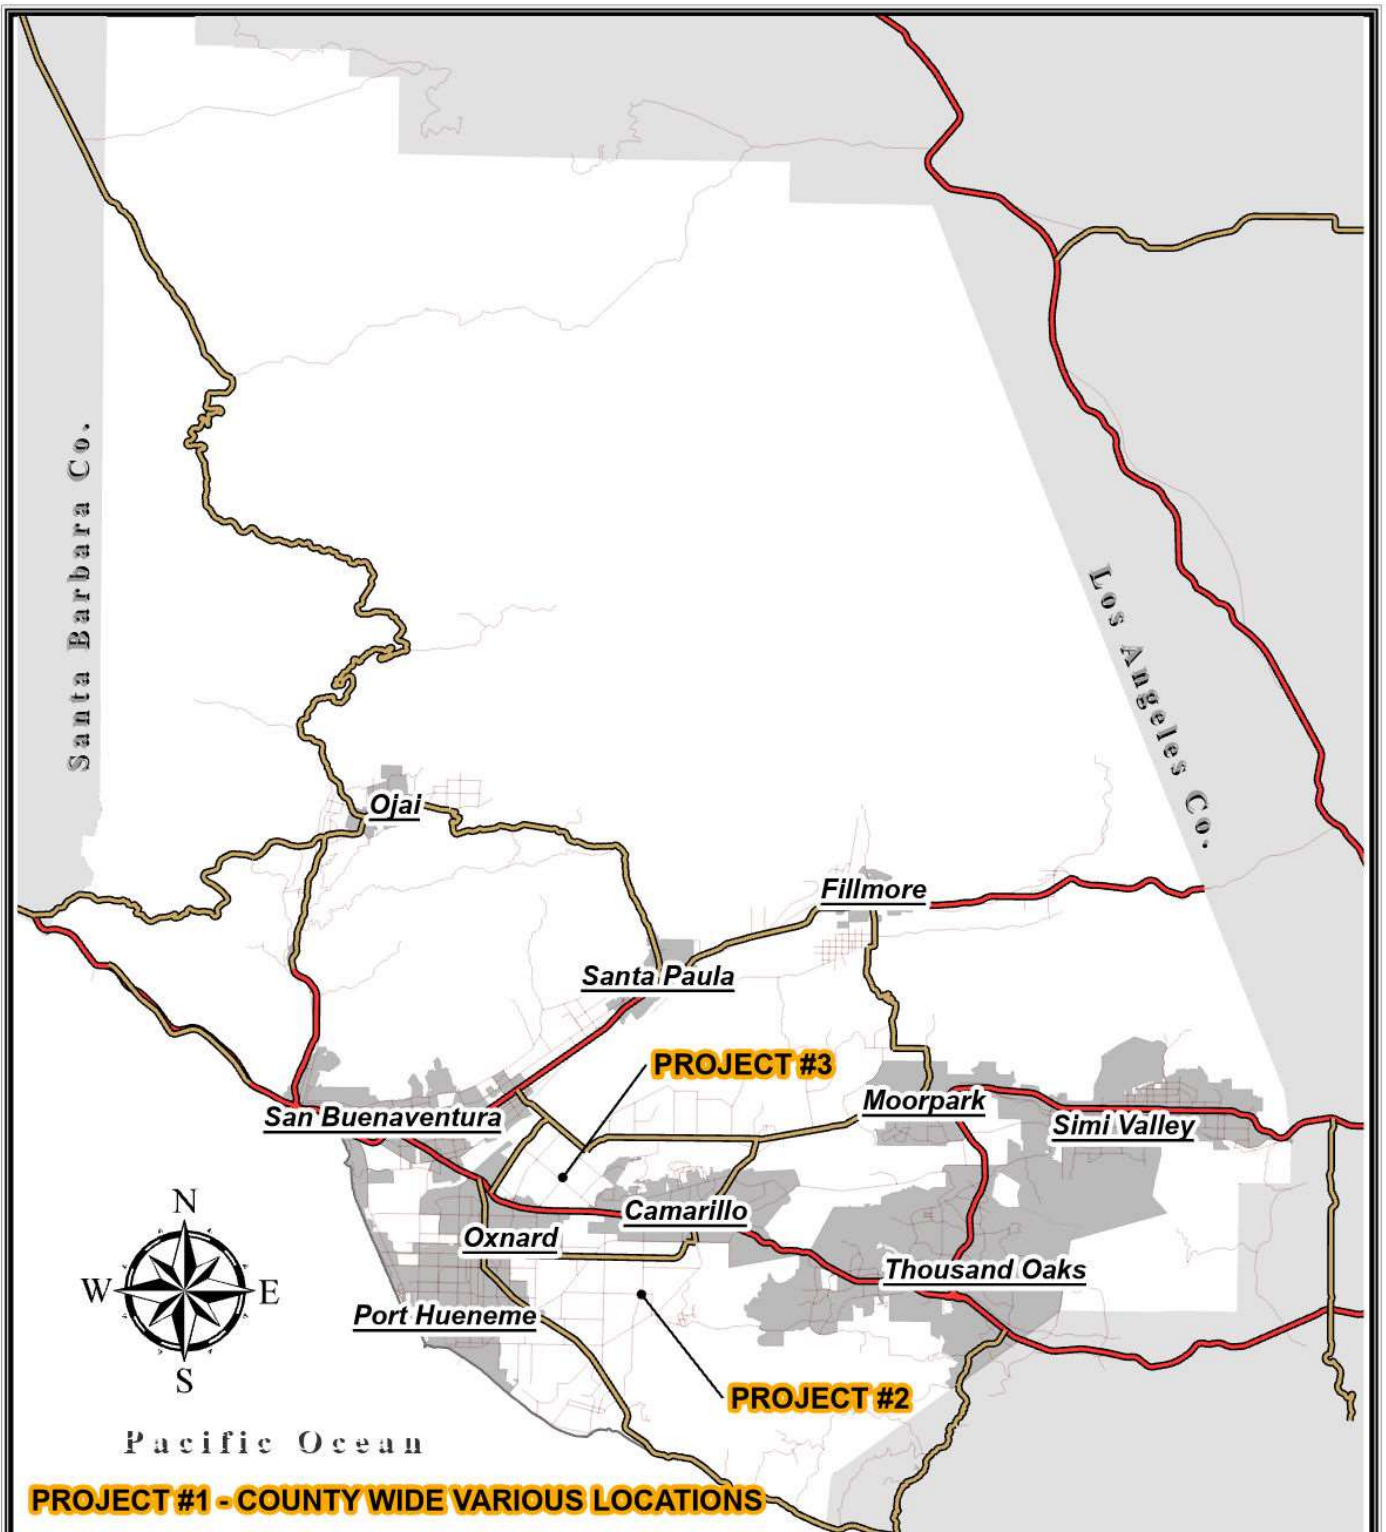 Santa Barbara Co.
Los Angeles Co.
Ojai
Fillmore
Santa Paula
PROJECT #3
San Buenaventura
Moorpark
Simi Valley
Camarillo
Oxnard
Thousand Oaks
Port Hueneme
N
W
E
S
PROJECT #2
Pacific Ocean
PROJECT #1 - COUNTY WIDE VARIOUS LOCATIONS